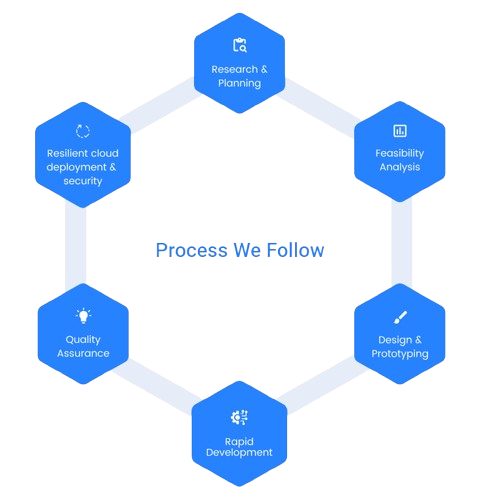 Research &
Planning
Feasibility
Analysis
Design &
Prototyping
Rapid
Development
Quality
Assurance
Resilient cloud
deployment &
security
Process We Follow